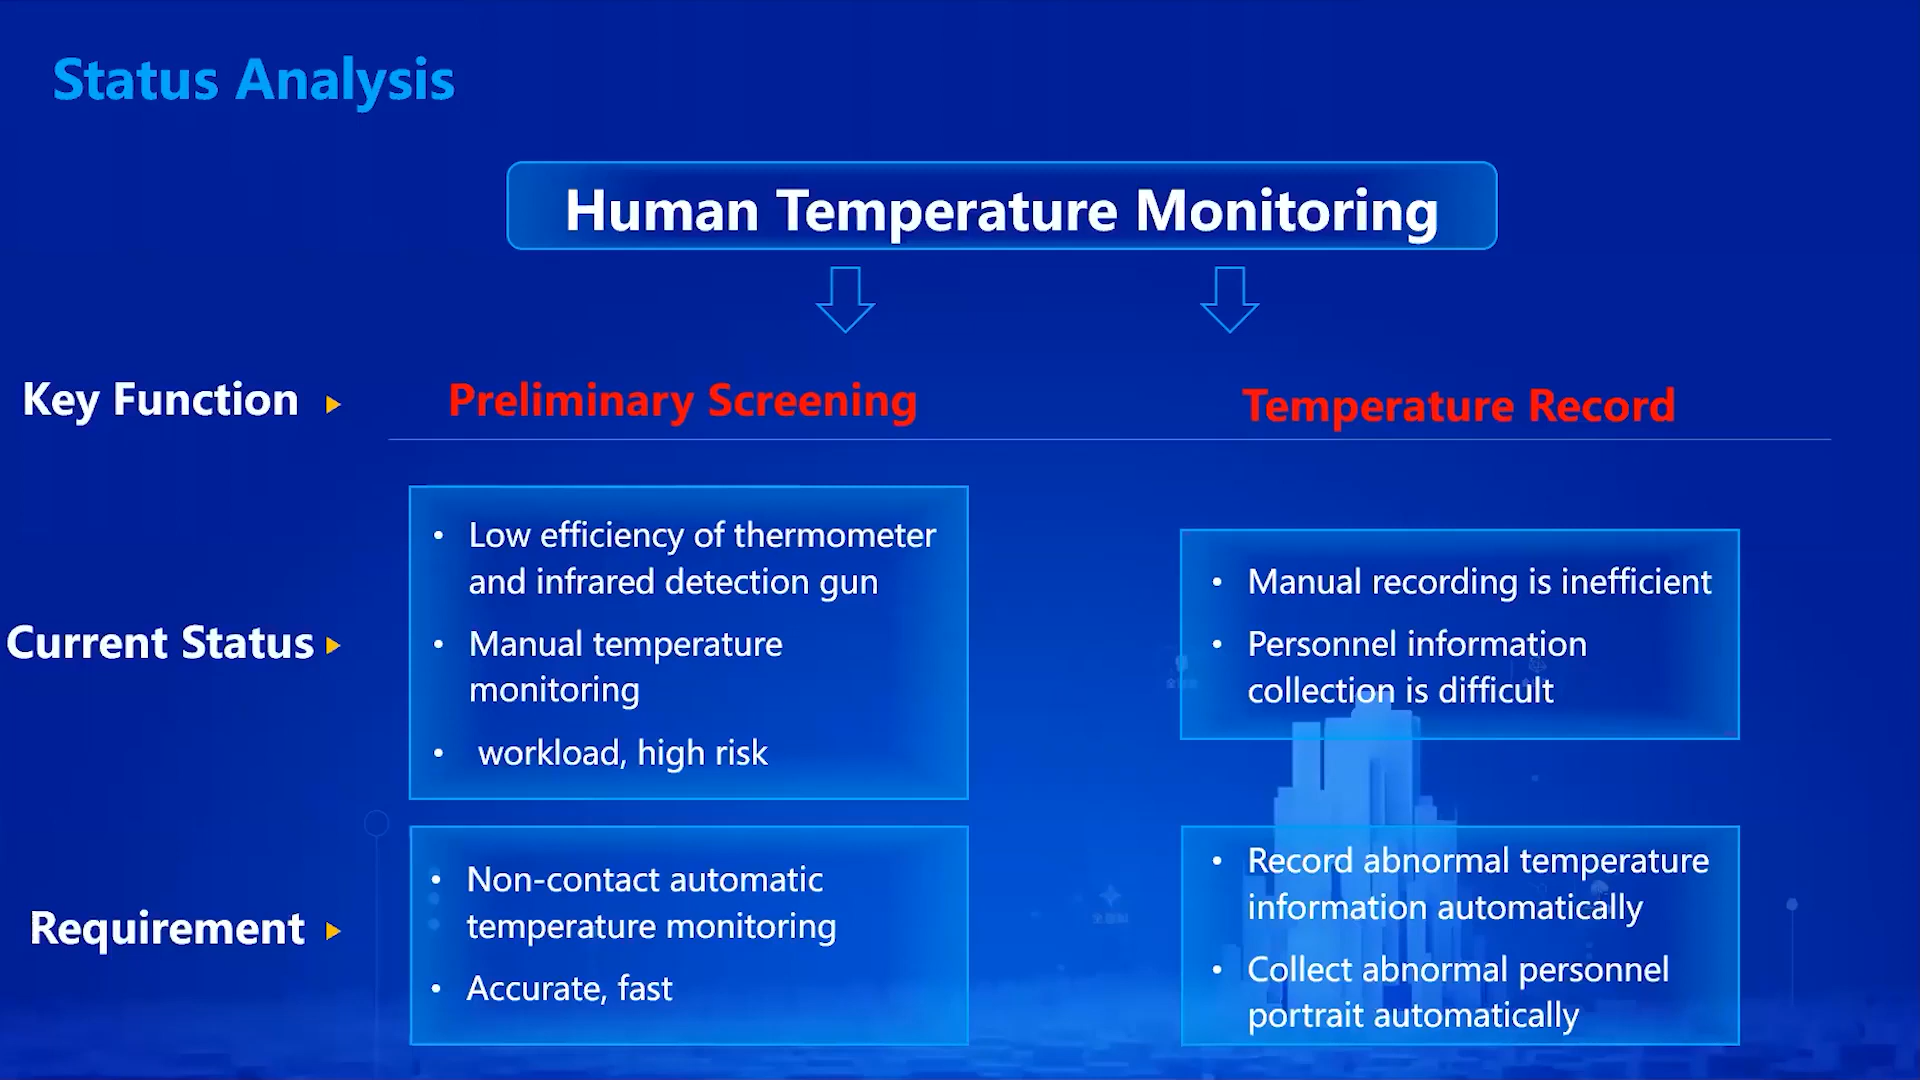 Status Analysis
Human Temperature Monitoring
Key Function
Preliminary Screening
Temperature Record
Current Status
• Low efficiency of thermometer
and infrared detection gun
• Manual temperature
monitoring
• workload, high risk
• Manual recording is inefficient
• Personnel information
collection is difficult
Requirement
• Non-contact automatic
temperature monitoring
• Accurate, fast
• Record abnormal temperature
information automatically
• Collect abnormal personnel
portrait automatically